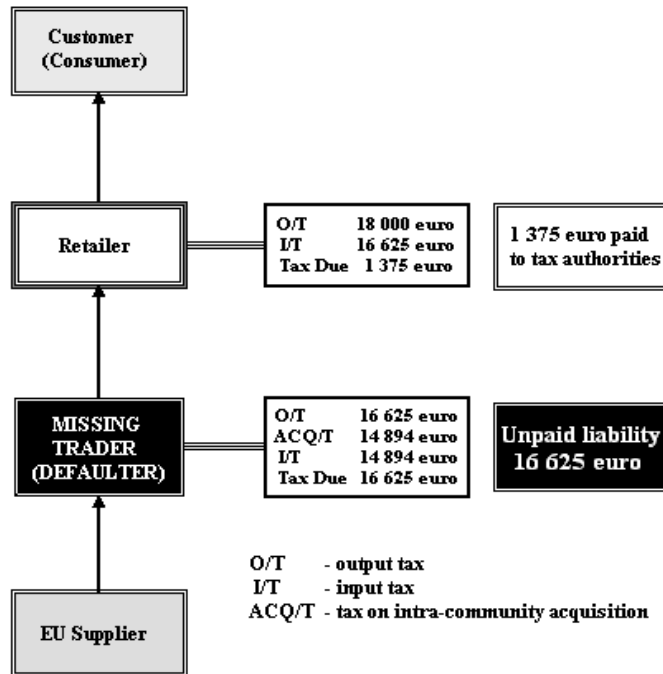 Customer
(Consumer)
Retailer
O/T 18 000 euro
I/T 16 625 euro
Tax Due 1 375 euro
1 375 euro paid
to tax authorities
MISSING
TRADER
(DEFAULTER)
O/T 16 625 euro
ACQ/T 14 894 euro
I/T 14 894 euro
Tax Due 16 625 euro
Unpaid liability
16 625 euro
EU Supplier
O/T - output tax
I/T - input tax
ACQ/T - tax on intra-community acquisition